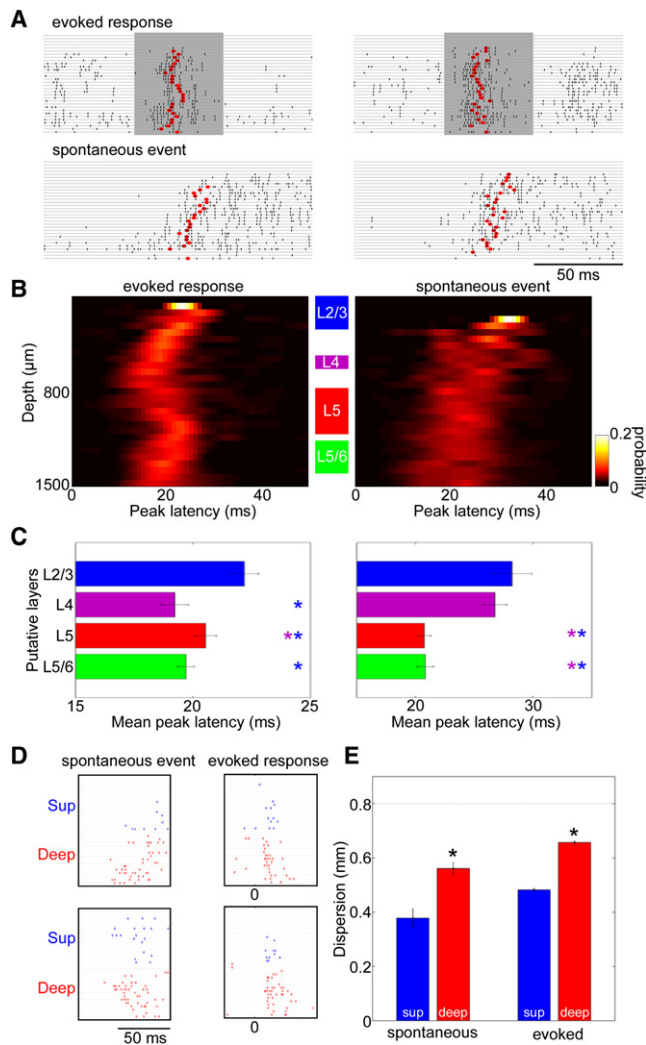 A
evoked response
spontaneous event
50 ms
B
evoked response
spontaneous event
L2/3
L4
L5
L5/6
Depth (μm)
800
1500
0 20 40
Peak latency (ms)
0 20 40
Peak latency (ms)
0.2
0
probability
C
Putative layers
L2/3
L4
L5
L5/6
*
* *
*
* *
* *
15 20 25
Mean peak latency (ms)
20 30
Mean peak latency (ms)
D
spontaneous event evoked response
Sup
Deep
0
Sup
Deep
0
50 ms
E
Dispersion (mm)
0.8
0.6
0.4
0.2
0
*
*
sup deep sup deep
spontaneous evoked